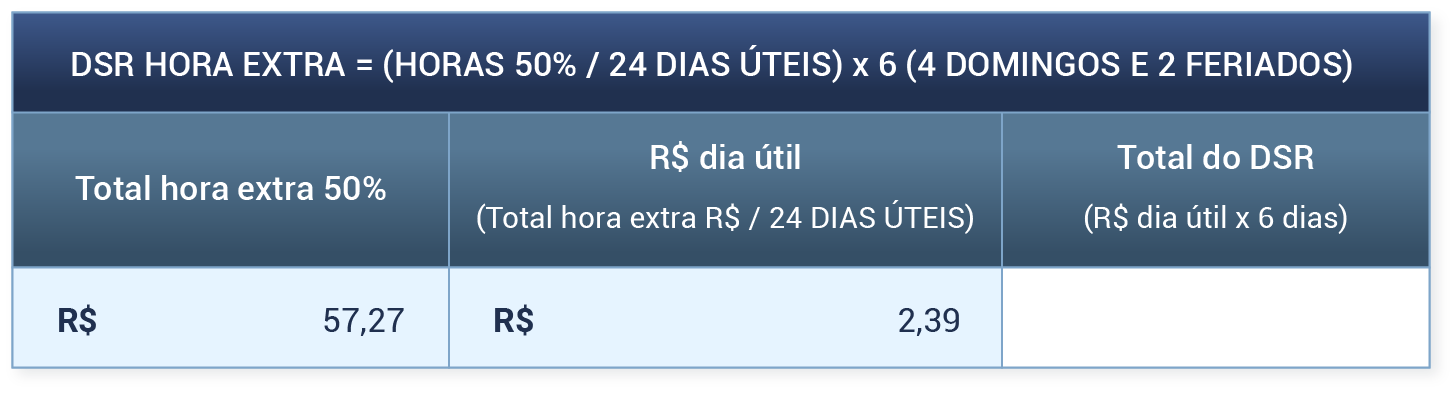 DSR HORA EXTRA = (HORAS 50% / 24 DIAS ÚTEIS) x 6 (4 DOMINGOS E 2 FERIADOS)
Total hora extra 50%
R$ dia útil
(Total hora extra R$ / 24 DIAS ÚTEIS)
Total do DSR
(R$ dia útil x 6 dias)
R$ 57,27
R$ 2,39